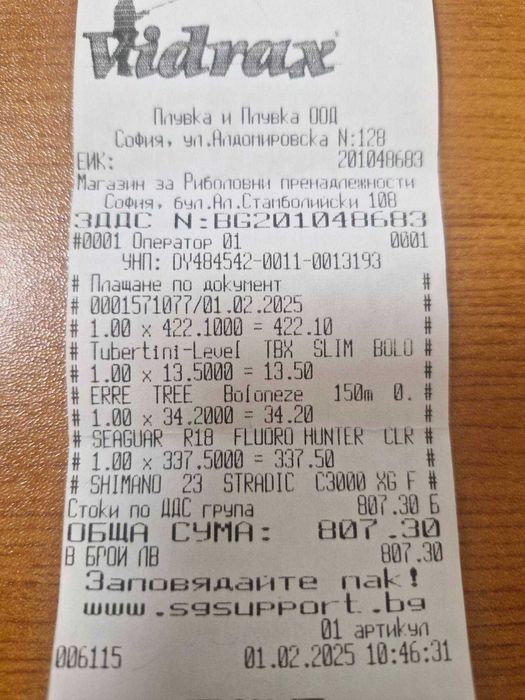 Vidrax
Плувка и Плувка ООД
София, ул.Алдомировска N:128
ЕИК: 201048683
Магазин за Риболовни пренадлежности
София, бул.Ал.Стамболийски 108
ЗДДС N:BG201048683
#0001 Оператор 01 0001
УНП: DY484542-0011-0013193
# Плащане по документ #
# 0001571077/01.02.2025 #
# 1.00 x 422.1000 = 422.10 #
# Tubertini-Level TBX SLIM BOLO #
# 1.00 x 13.5000 = 13.50 #
# ERRE TREE Boloneze 150m 0. #
# 1.00 x 34.2000 = 34.20 #
# SEAGUAR R18 FLUORO HUNTER CLR #
# 1.00 x 337.5000 = 337.50 #
# SHIMANO 23 STRADIC C3000 XG F #
Стоки по ДДС група 807.30 Б
ОБЩА СУМА: 807.30
В БРОЙ ЛВ 807.30
Заповядайте пак!
www.sgsupport.bg
01 артикул
006115 01.02.2025 10:46:31